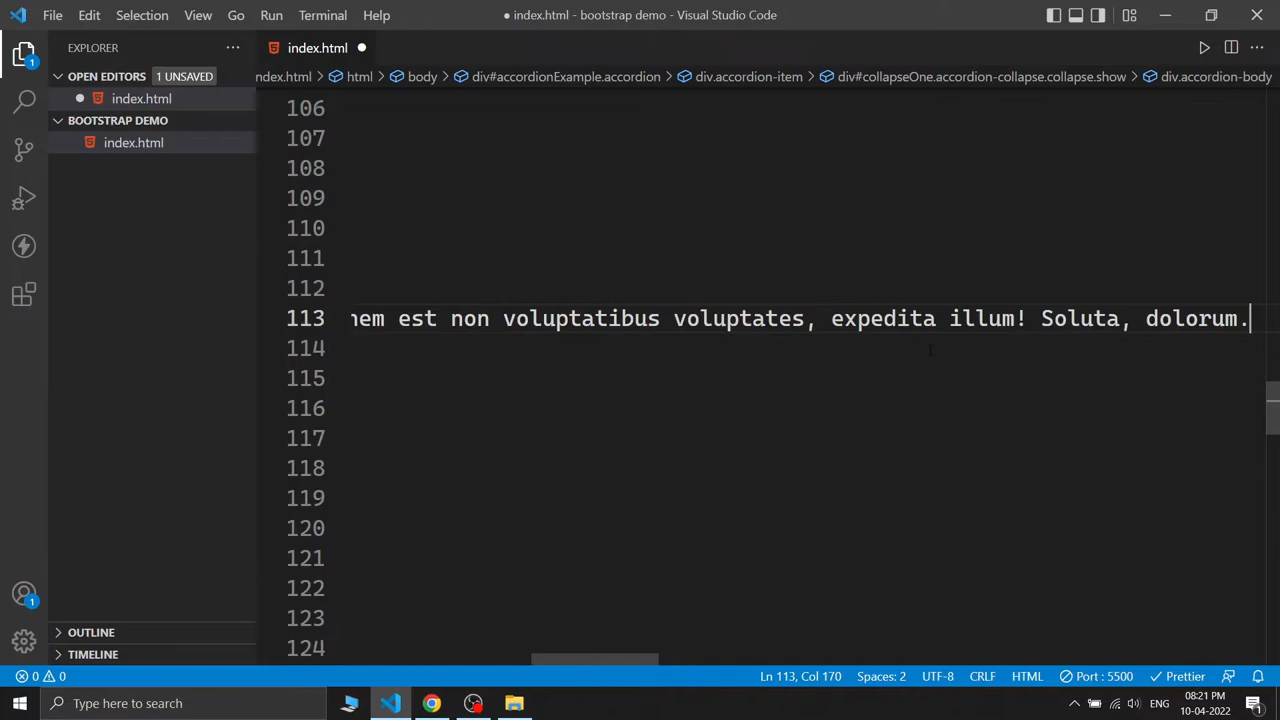 File Edit Selection View Go Run Terminal Help
● index.html - bootstrap demo - Visual Studio Code
EXPLORER ···
index.html ●
OPEN EDITORS 1 UNSAVED
index.html > html > body > div#accordionExample.accordion > div.accordion-item > div#collapseOne.accordion-collapse.collapse.show > div.accordion-body
● index.html
BOOTSTRAP DEMO
index.html
1
106
107
108
109
110
111
112
113 est non voluptatibus voluptates, expedita illum! Soluta, dolorum.
114
115
116
117
118
119
120
121
122
123
124
1
OUTLINE
TIMELINE
0 0 Ln 113, Col 170 Spaces: 2 UTF-8 CRLF HTML Port : 5500 Prettier
Type here to search
ENG 08:21 PM
10-04-2022
1